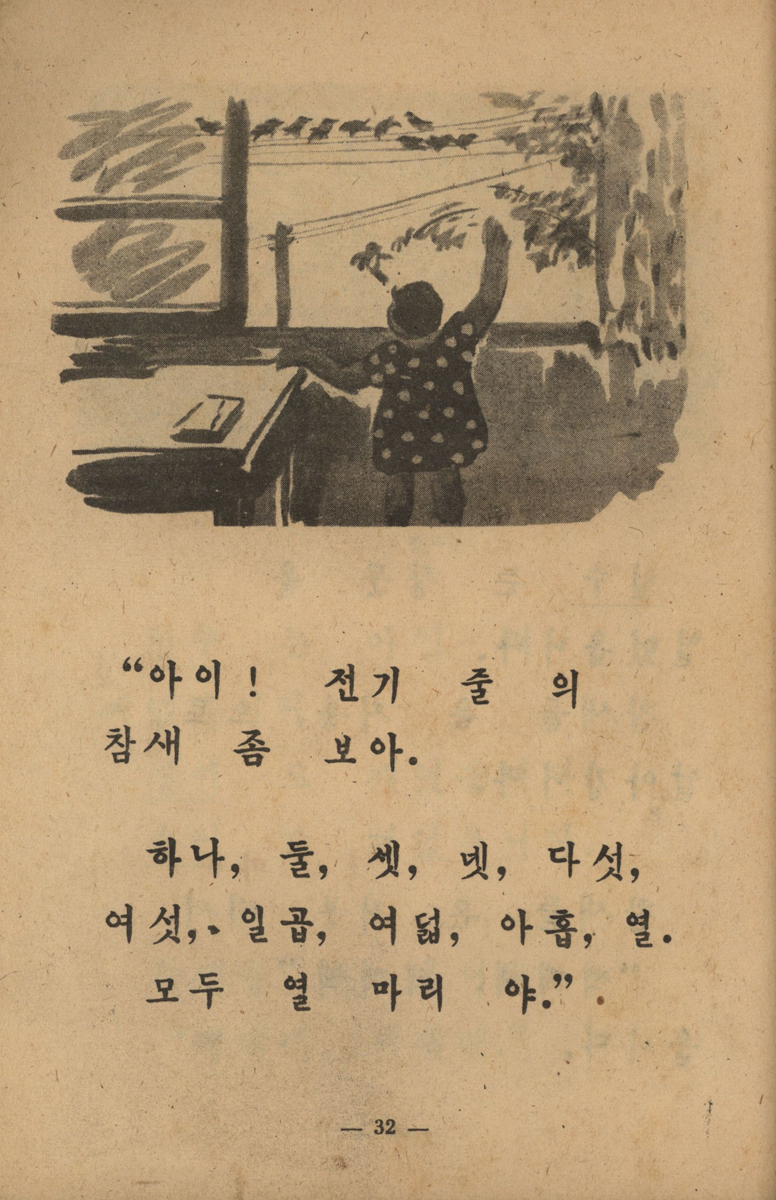 “아이! 전기 줄 의
참새 좀 보아.
하나, 둘, 셋, 넷, 다섯,
여섯, 일곱, 여덟, 아홉, 열.
모두 열 마리 야.”
— 32 —